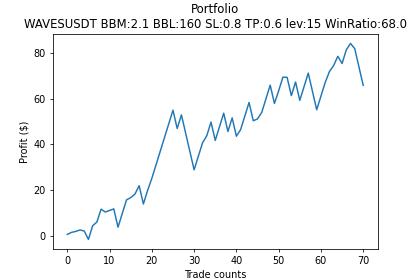 Portfolio
WAVESUSDT BBM:2.1 BBL:160 SL:0.8 TP:0.6 lev:15 WinRatio:68.0
80
60
40
20
0
Profit ($)
0 10 20 30 40 50 60 70
Trade counts